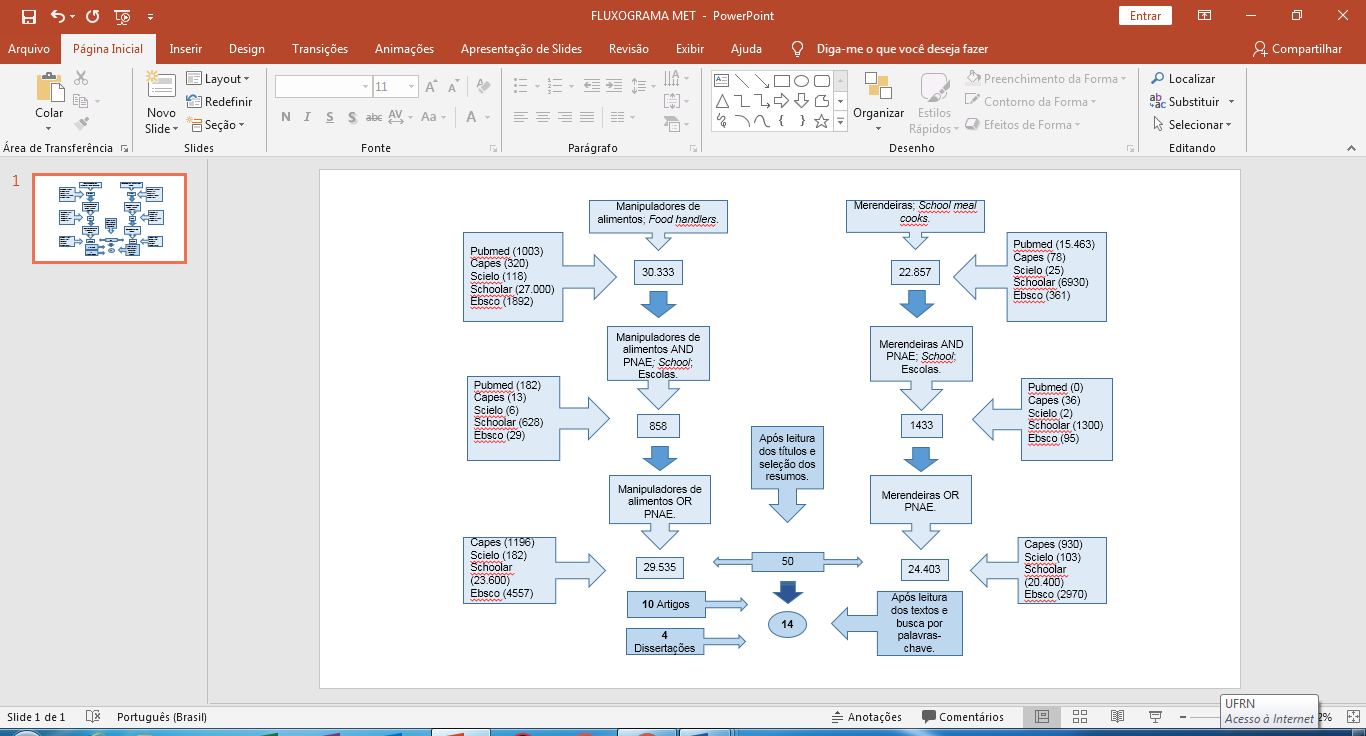 FLUXOGRAMA MET - PowerPoint
Entrar
Arquivo
Página Inicial
Inserir
Design
Transições
Animações
Apresentação de Slides
Revisão
Exibir
Ajuda
Diga-me o que você deseja fazer
Compartilhar
Colar
Novo
Slide
Layout
Redefinir
Seção
11
N I S S abc AV Aa A
Organizar
Estilos
Rápidos
Preenchimento da Forma
Contorno da Forma
Efeitos de Forma
Localizar
Substituir
Selecionar
Área de Transferência
Slides
Fonte
Parágrafo
Desenho
Editando
1
Manipuladores de
alimentos; Food handlers.
Pubmed (1003)
Capes (320)
Scielo (118)
Schoolar (27.000)
Ebsco (1892)
30.333
Manipuladores de
alimentos AND
PNAE; School;
Escolas.
Pubmed (182)
Capes (13)
Scielo (6)
Schoolar (628)
Ebsco (29)
858
Manipuladores de
alimentos OR
PNAE.
Capes (1196)
Scielo (182)
Schoolar
(23.600)
Ebsco (4557)
29.535
Merendeiras; School meal
cooks.
Pubmed (15.463)
Capes (78)
Scielo (25)
Schoolar (6930)
Ebsco (361)
22.857
Merendeiras AND
PNAE; School;
Escolas.
Pubmed (0)
Capes (36)
Scielo (2)
Schoolar (1300)
Ebsco (95)
1433
Merendeiras OR
PNAE.
Capes (930)
Scielo (103)
Schoolar
(20.400)
Ebsco (2970)
24.403
Após leitura
dos títulos e
seleção dos
resumos.
50
10 Artigos
4
Dissertações
14
Após leitura
dos textos e
busca por
palavras-
chave.
Slide 1 de 1
Português (Brasil)
Anotações
Comentários
2%
UFRN
Acesso à Internet